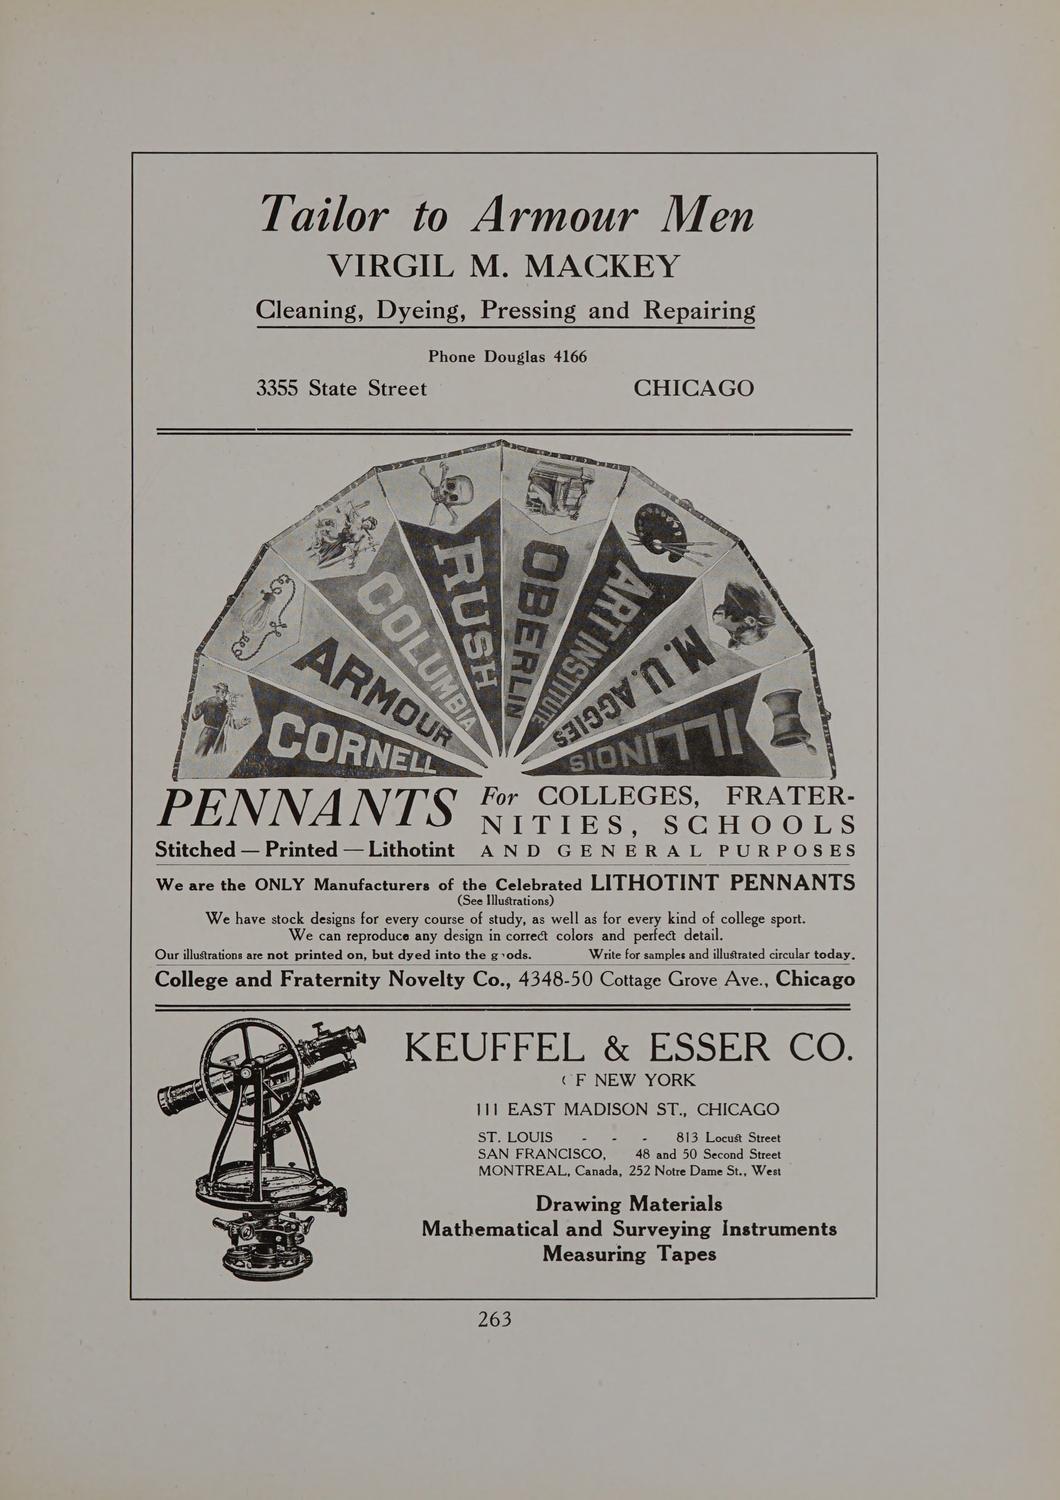 Tailor to Armour Men
VIRGIL M. MACKEY
Cleaning, Dyeing, Pressing and Repairing
Phone Douglas 4166
3355 State Street CHICAGO
CORNELL
ARMOUR
COLUMBIA
RUSH
OBERLIN
ART INSTITUTE
M.U. AGGIES
ILLINOIS
PENNANTS For COLLEGES, FRATER-
NITIES, SCHOOLS
Stitched — Printed — Lithotint AND GENERAL PURPOSES
We are the ONLY Manufacturers of the Celebrated LITHOTINT PENNANTS
(See Illustrations)
We have stock designs for every course of study, as well as for every kind of college sport.
We can reproduce any design in correct colors and perfect detail.
Our illustrations are not printed on, but dyed into the goods. Write for samples and illustrated circular today.
College and Fraternity Novelty Co., 4348-50 Cottage Grove Ave., Chicago
KEUFFEL & ESSER CO.
OF NEW YORK
111 EAST MADISON ST., CHICAGO
ST. LOUIS - - - 813 Locust Street
SAN FRANCISCO, 48 and 50 Second Street
MONTREAL, Canada, 252 Notre Dame St., West
Drawing Materials
Mathematical and Surveying Instruments
Measuring Tapes
263